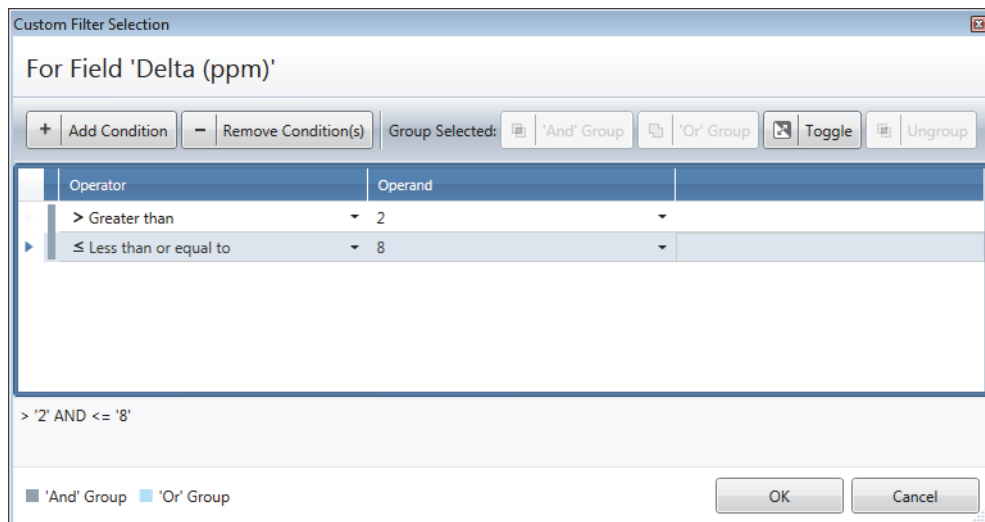 Custom Filter Selection
For Field 'Delta (ppm)'
+ Add Condition − Remove Condition(s) Group Selected: 'And' Group 'Or' Group Toggle Ungroup
Operator Operand
> Greater than 2
≤ Less than or equal to 8
> '2' AND <= '8'
'And' Group 'Or' Group OK Cancel